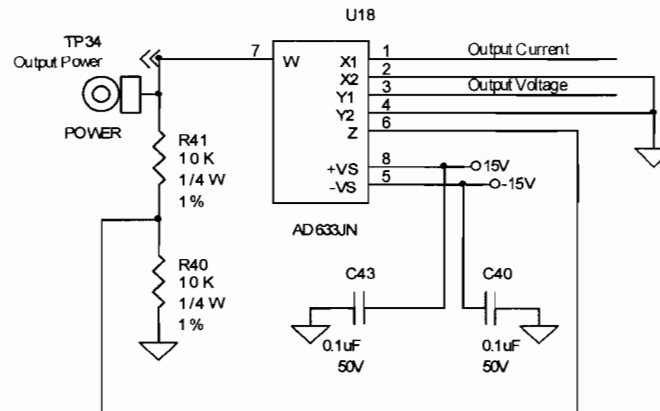 U18
TP34
Output Power
POWER
7
W
X1
X2
Y1
Y2
Z
+VS
-VS
1
2
3
4
6
8
5
Output Current
Output Voltage
15V
-15V
AD633JN
R41
10 K
1/4 W
1%
R40
10 K
1/4 W
1%
C43
0.1uF
50V
C40
0.1uF
50V